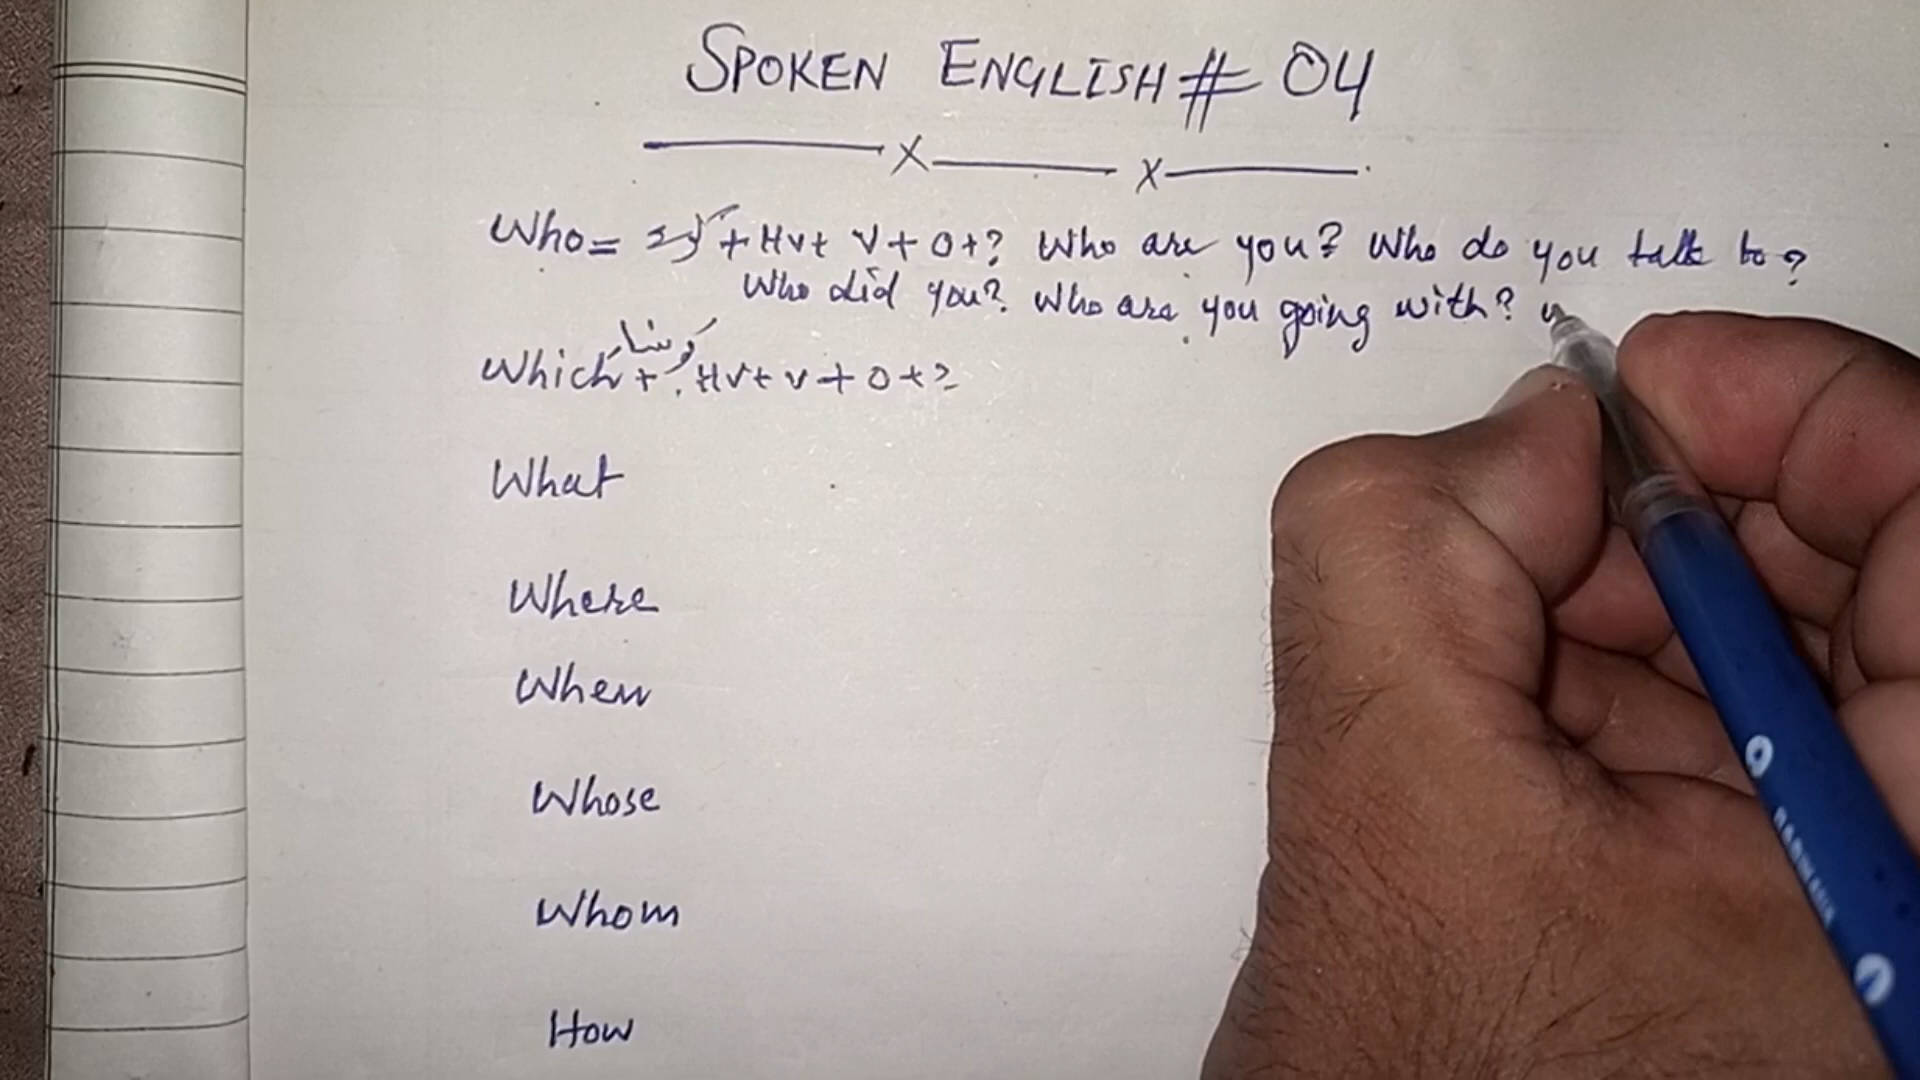 SPOKEN ENGLISH # 04
Who = کون + Hv+ V + O +? Who are you? Who do you talk to?
Who did you? Who are you going with? w
کونسا
Which + Hv+ v + O +?
What
Where
When
Whose
Whom
How